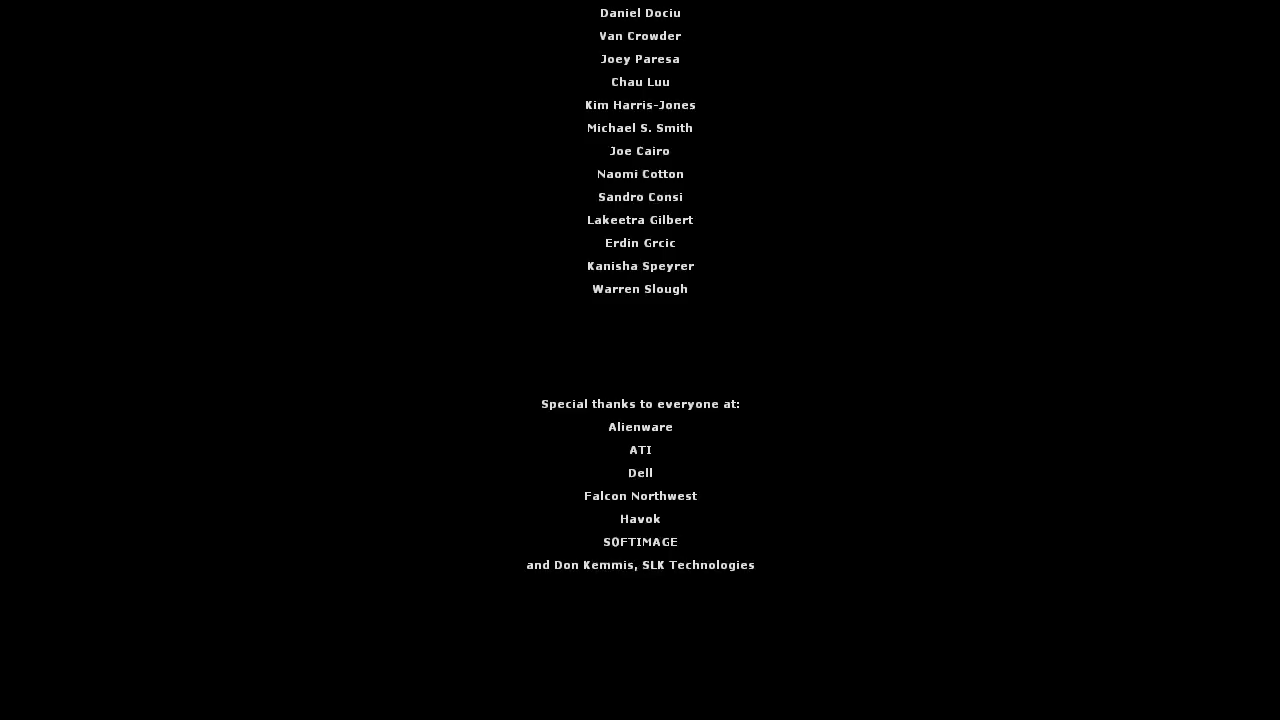 Daniel Dociu
Van Crowder
Joey Paresa
Chau Luu
Kim Harris-Jones
Michael S. Smith
Joe Cairo
Naomi Cotton
Sandro Consi
Lakeetra Gilbert
Erdin Grcic
Kanisha Speyrer
Warren Slough
Special thanks to everyone at:
Alienware
ATI
Dell
Falcon Northwest
Havok
SOFTIMAGE
and Don Kemmis, SLK Technologies